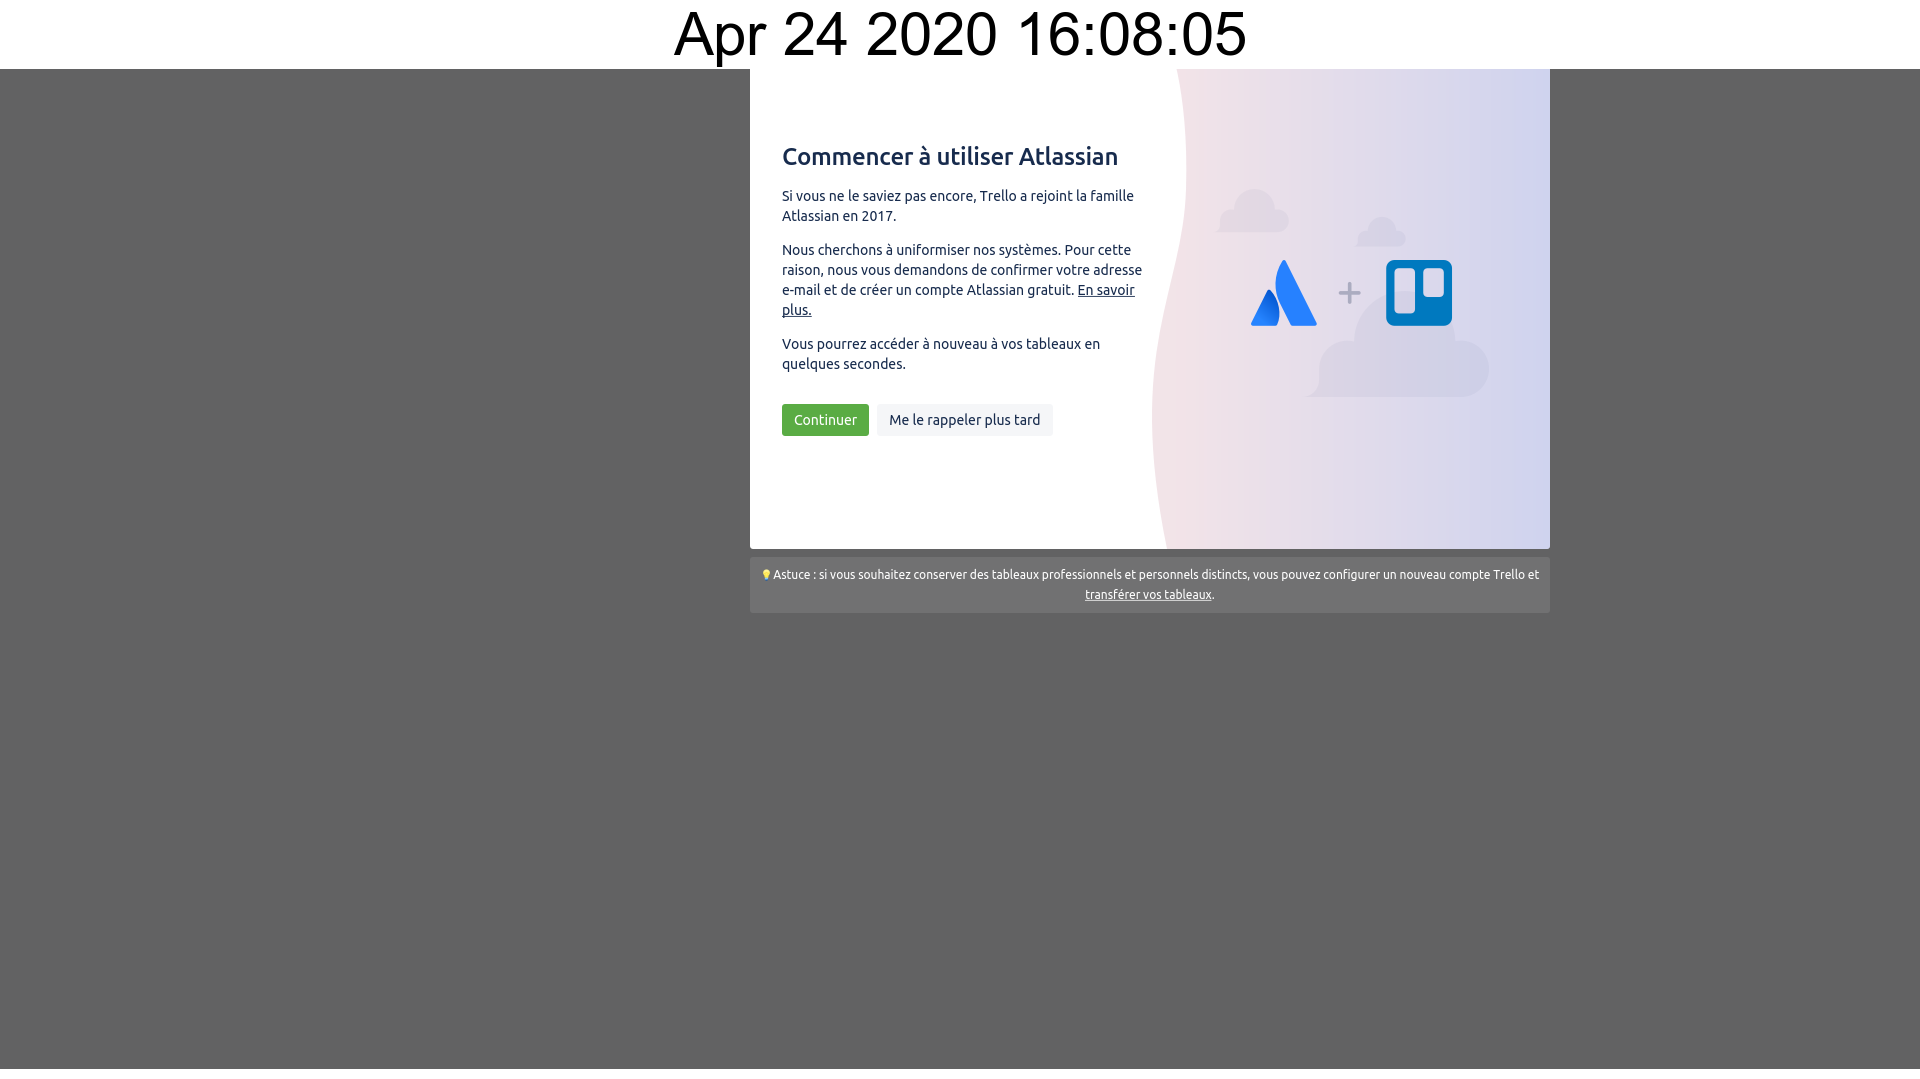 Apr 24 2020 16:08:05
Commencer à utiliser Atlassian
Si vous ne le saviez pas encore, Trello a rejoint la famille
Atlassian en 2017.
Nous cherchons à uniformiser nos systèmes. Pour cette
raison, nous vous demandons de confirmer votre adresse
e-mail et de créer un compte Atlassian gratuit. En savoir
plus.
Vous pourrez accéder à nouveau à vos tableaux en
quelques secondes.
Continuer
Me le rappeler plus tard
Astuce : si vous souhaitez conserver des tableaux professionnels et personnels distincts, vous pouvez configurer un nouveau compte Trello et
transférer vos tableaux.